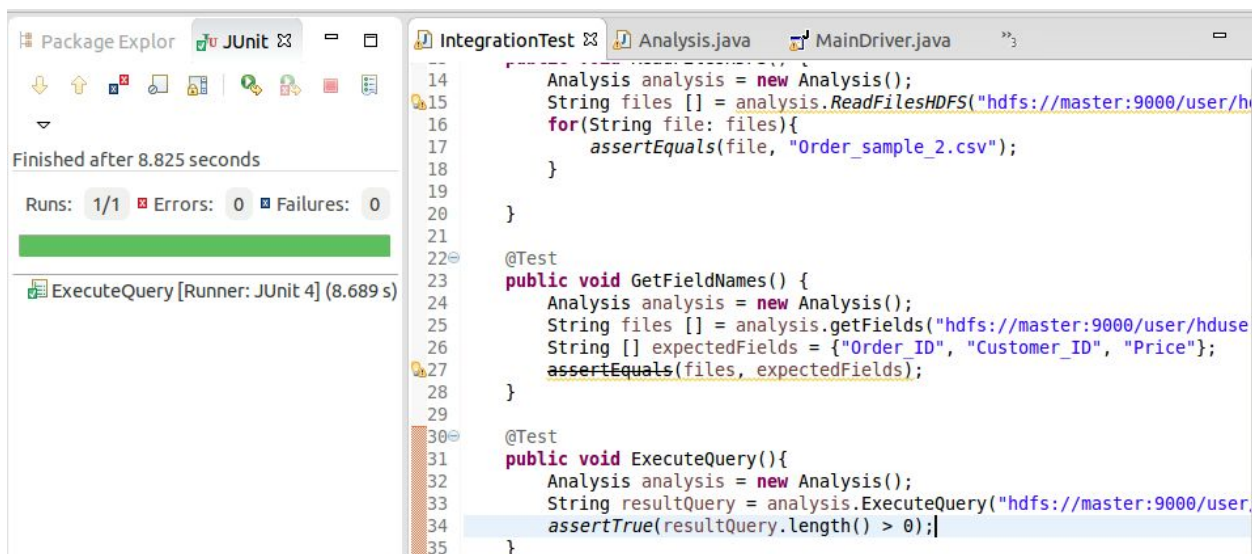 Package Explor JUnit
Finished after 8.825 seconds
Runs: 1/1 Errors: 0 Failures: 0
ExecuteQuery [Runner: JUnit 4] (8.689 s)
IntegrationTest Analysis.java MainDriver.java 3
14 Analysis analysis = new Analysis();
15 String files [] = analysis.ReadFilesHDFS("hdfs://master:9000/user/h
16 for(String file: files){
17 assertEquals(file, "Order_sample_2.csv");
18 }
19
20 }
21
22 @Test
23 public void GetFieldNames() {
24 Analysis analysis = new Analysis();
25 String files [] = analysis.getFields("hdfs://master:9000/user/hduse
26 String [] expectedFields = {"Order_ID", "Customer_ID", "Price"};
27 assertEquals(files, expectedFields);
28 }
29
30 @Test
31 public void ExecuteQuery(){
32 Analysis analysis = new Analysis();
33 String resultQuery = analysis.ExecuteQuery("hdfs://master:9000/user/
34 assertTrue(resultQuery.length() > 0);
35 }